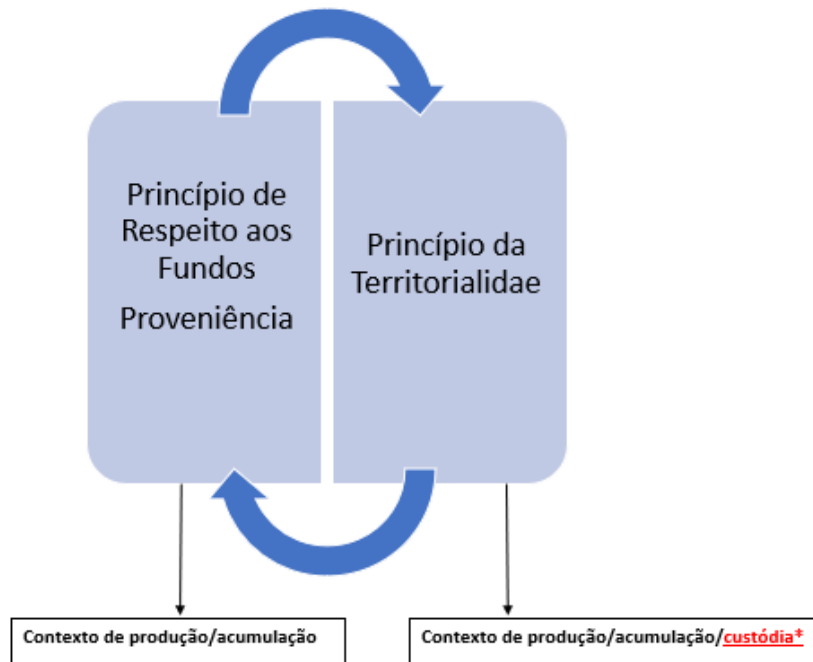 Princípio de
Respeito aos
Fundos
Proveniência
Princípio da
Territorialidae
Contexto de produção/acumulação
Contexto de produção/acumulação/custódia*